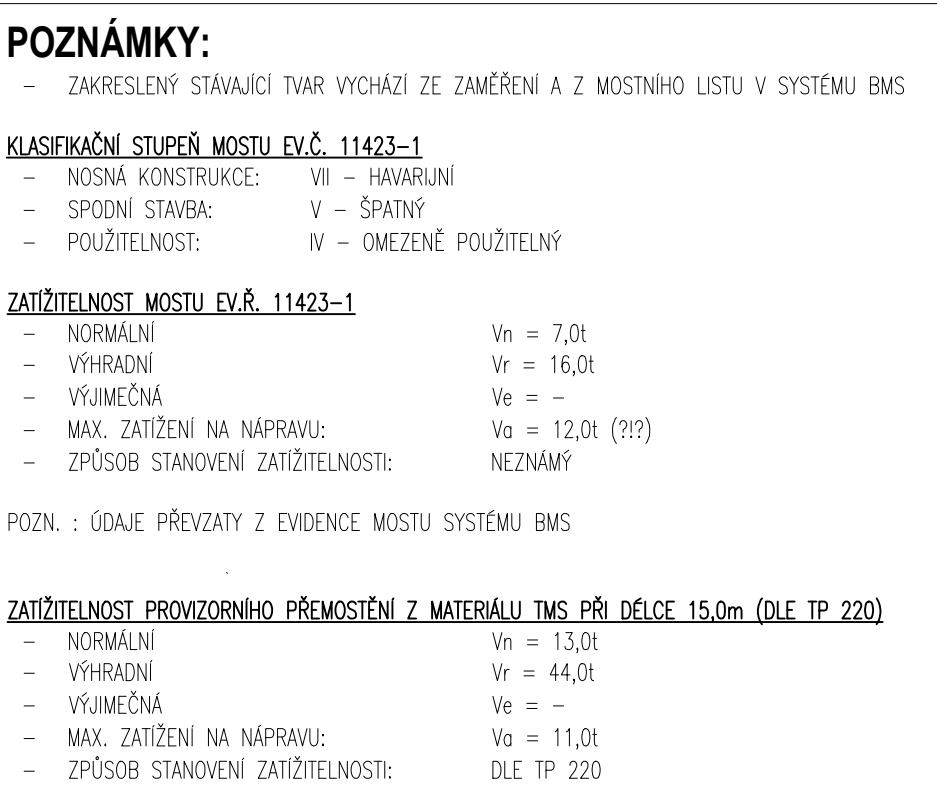 POZNÁMKY:
– ZAKRESLENÝ STÁVAJÍCÍ TVAR VYCHÁZÍ ZE ZAMĚŘENÍ A Z MOSTNÍHO LISTU V SYSTÉMU BMS
KLASIFIKAČNÍ STUPEŇ MOSTU EV.Č. 11423–1
– NOSNÁ KONSTRUKCE: VII – HAVARIJNÍ
– SPODNÍ STAVBA: V – ŠPATNÝ
– POUŽITELNOST: IV – OMEZENĚ POUŽITELNÝ
ZATÍŽITELNOST MOSTU EV.Ř. 11423–1
– NORMÁLNÍ Vn = 7,0t
– VÝHRADNÍ Vr = 16,0t
– VÝJIMEČNÁ Ve = –
– MAX. ZATÍŽENÍ NA NÁPRAVU: Va = 12,0t (?!?)
– ZPŮSOB STANOVENÍ ZATÍŽITELNOSTI: NEZNÁMÝ
POZN. : ÚDAJE PŘEVZATY Z EVIDENCE MOSTU SYSTÉMU BMS
ZATÍŽITELNOST PROVIZORNÍHO PŘEMOSTĚNÍ Z MATERIÁLU TMS PŘI DÉLCE 15,0m (DLE TP 220)
– NORMÁLNÍ Vn = 13,0t
– VÝHRADNÍ Vr = 44,0t
– VÝJIMEČNÁ Ve = –
– MAX. ZATÍŽENÍ NA NÁPRAVU: Va = 11,0t
– ZPŮSOB STANOVENÍ ZATÍŽITELNOSTI: DLE TP 220